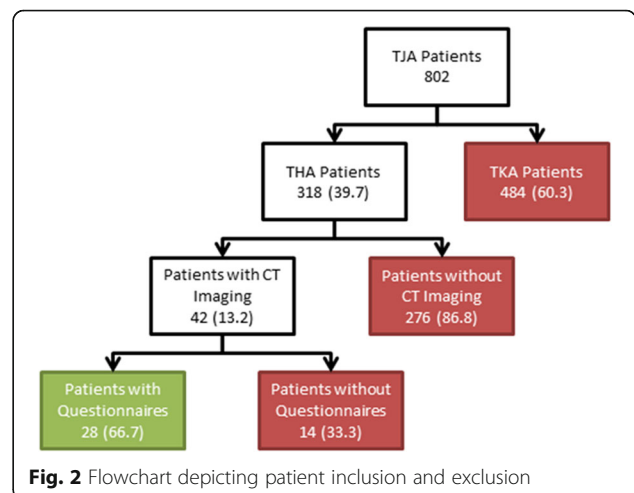 TJA Patients
802
THA Patients
318 (39.7)
TKA Patients
484 (60.3)
Patients with CT
Imaging
42 (13.2)
Patients without
CT Imaging
276 (86.8)
Patients with
Questionnaires
28 (66.7)
Patients without
Questionnaires
14 (33.3)
Fig. 2 Flowchart depicting patient inclusion and exclusion